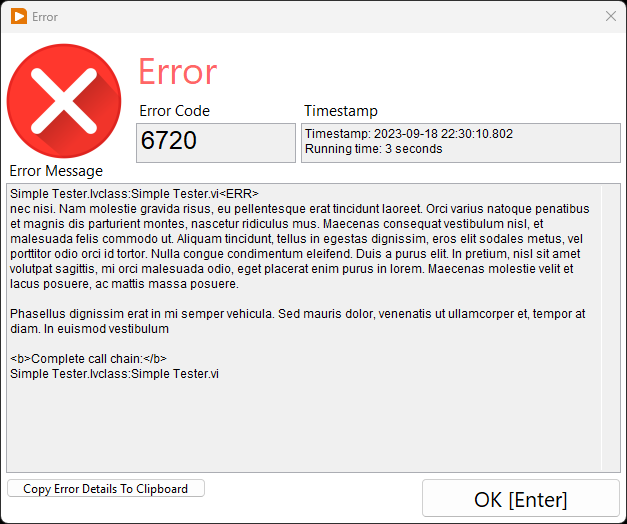 Error
Error
Error Code
Timestamp
6720
Timestamp: 2023-09-18 22:30:10.802
Running time: 3 seconds
Error Message
Simple Tester.lvclass:Simple Tester.vi<ERR>
nec nisi. Nam molestie gravida risus, eu pellentesque erat tincidunt laoreet. Orci varius natoque penatibus
et magnis dis parturient montes, nascetur ridiculus mus. Maecenas consequat vestibulum nisl, et
malesuada felis commodo ut. Aliquam tincidunt, tellus in egestas dignissim, eros elit sodales metus, vel
porttitor odio orci id tortor. Nulla congue condimentum eleifend. Duis a purus elit. In pretium, nisl sit amet
volutpat sagittis, mi orci malesuada odio, eget placerat enim purus in lorem. Maecenas molestie velit et
lacus posuere, ac mattis massa posuere.
Phasellus dignissim erat in mi semper vehicula. Sed mauris dolor, venenatis ut ullamcorper et, tempor at
diam. In euismod vestibulum
<b>Complete call chain:</b>
Simple Tester.lvclass:Simple Tester.vi
Copy Error Details To Clipboard
OK [Enter]